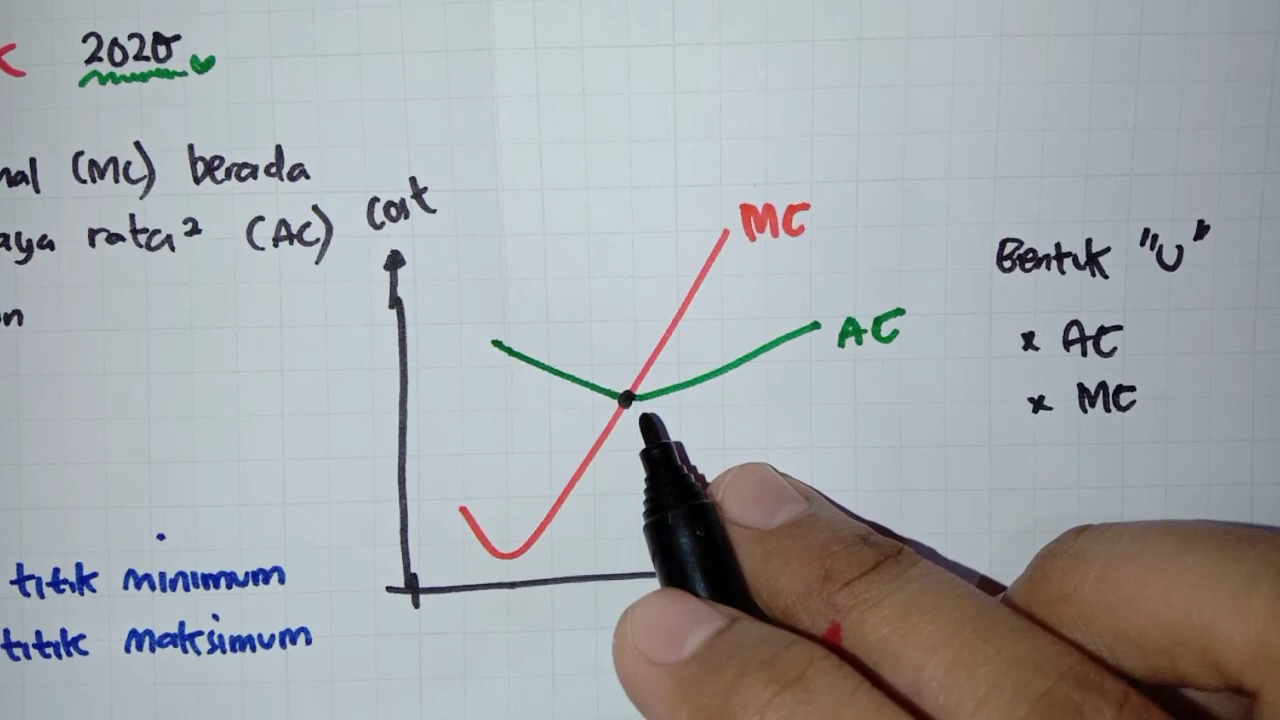 2020
nal (MC) berada
aya rata² (AC)
n
titik minimum
titik maksimum
Cost
MC
AC
Bentuk "U"
x AC
x MC